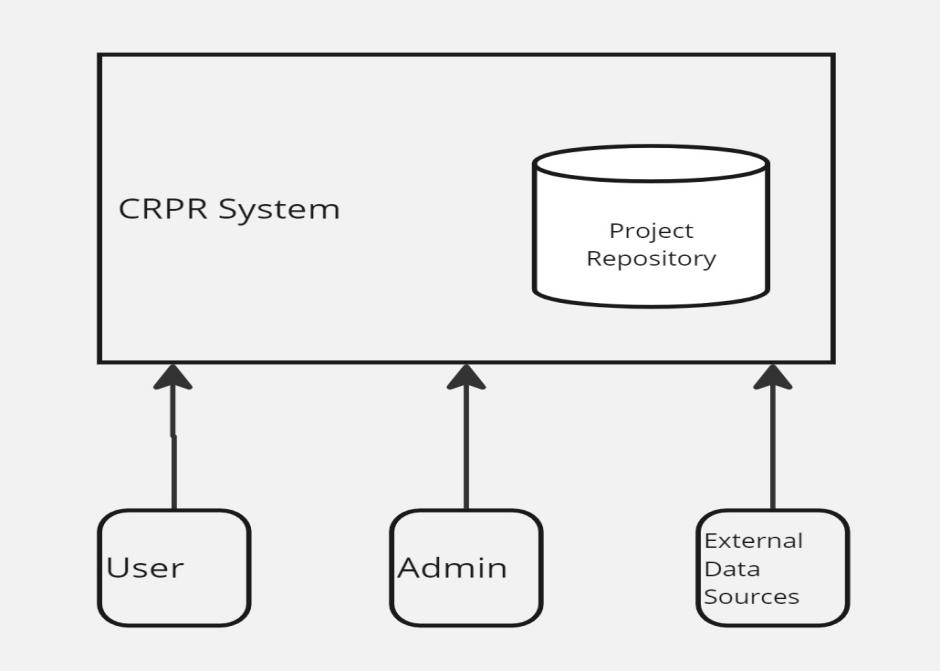 CRPR System
Project
Repository
User
Admin
External
Data
Sources